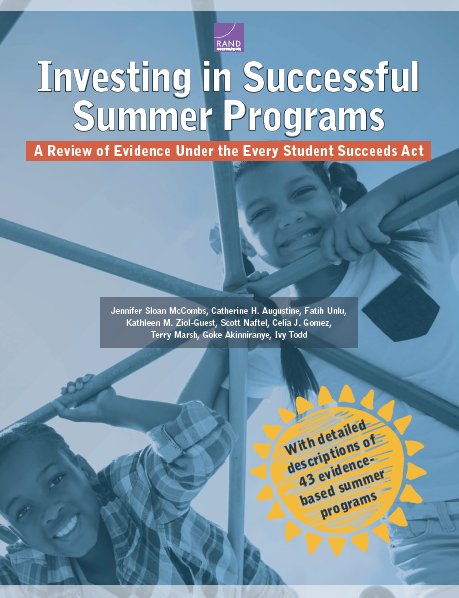 RAND
Investing in Successful
Summer Programs
A Review of Evidence Under the Every Student Succeeds Act
Jennifer Sloan McCombs, Catherine H. Augustine, Fatih Unlu,
Kathleen M. Ziol-Guest, Scott Naftel, Celia J. Gomez,
Terry Marsh, Goke Akinniranye, Ivy Todd
With detailed
descriptions of
43 evidence-
based summer
programs